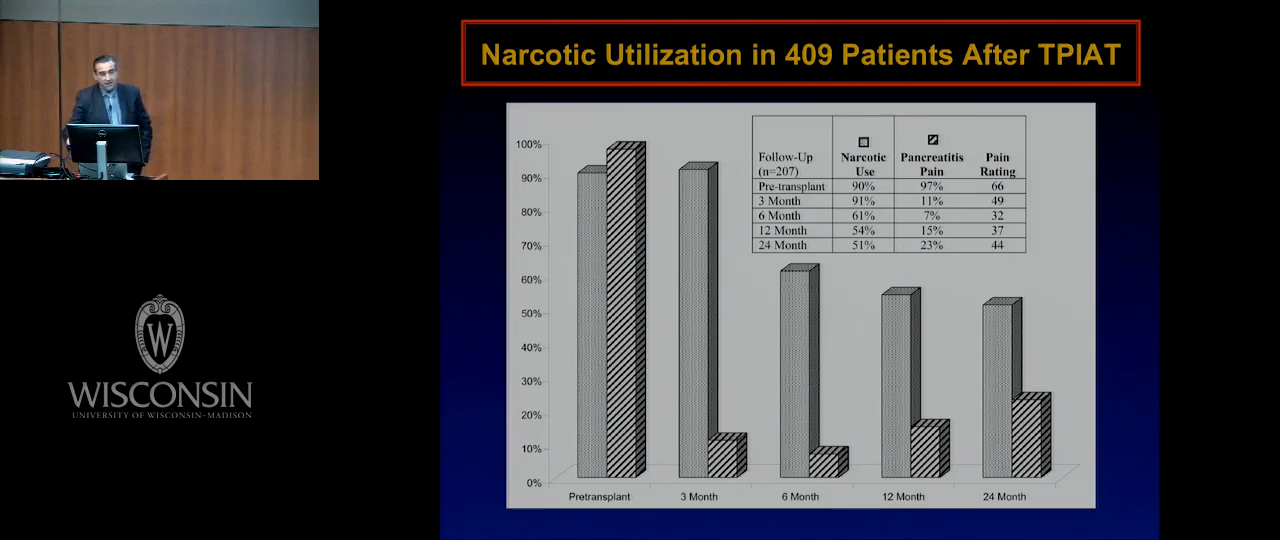 Narcotic Utilization in 409 Patients After TPIAT
Follow-Up (n=207) Narcotic Use Pancreatitis Pain Pain Rating
Pre-transplant 90% 97% 66
3 Month 91% 11% 49
6 Month 61% 7% 32
12 Month 54% 15% 37
24 Month 51% 23% 44
100%
90%
80%
70%
60%
50%
40%
30%
20%
10%
0%
Pretransplant 3 Month 6 Month 12 Month 24 Month
W
WISCONSIN
UNIVERSITY OF WISCONSIN–MADISON